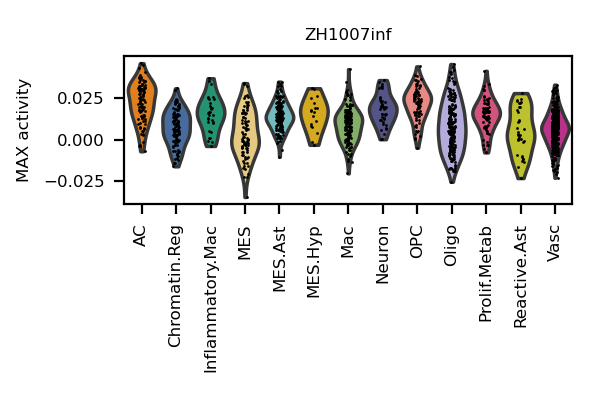 ZH1007inf
MAX activity
0.025
0.000
−0.025
AC
Chromatin.Reg
Inflammatory.Mac
MES
MES.Ast
MES.Hyp
Mac
Neuron
OPC
Oligo
Prolif.Metab
Reactive.Ast
Vasc